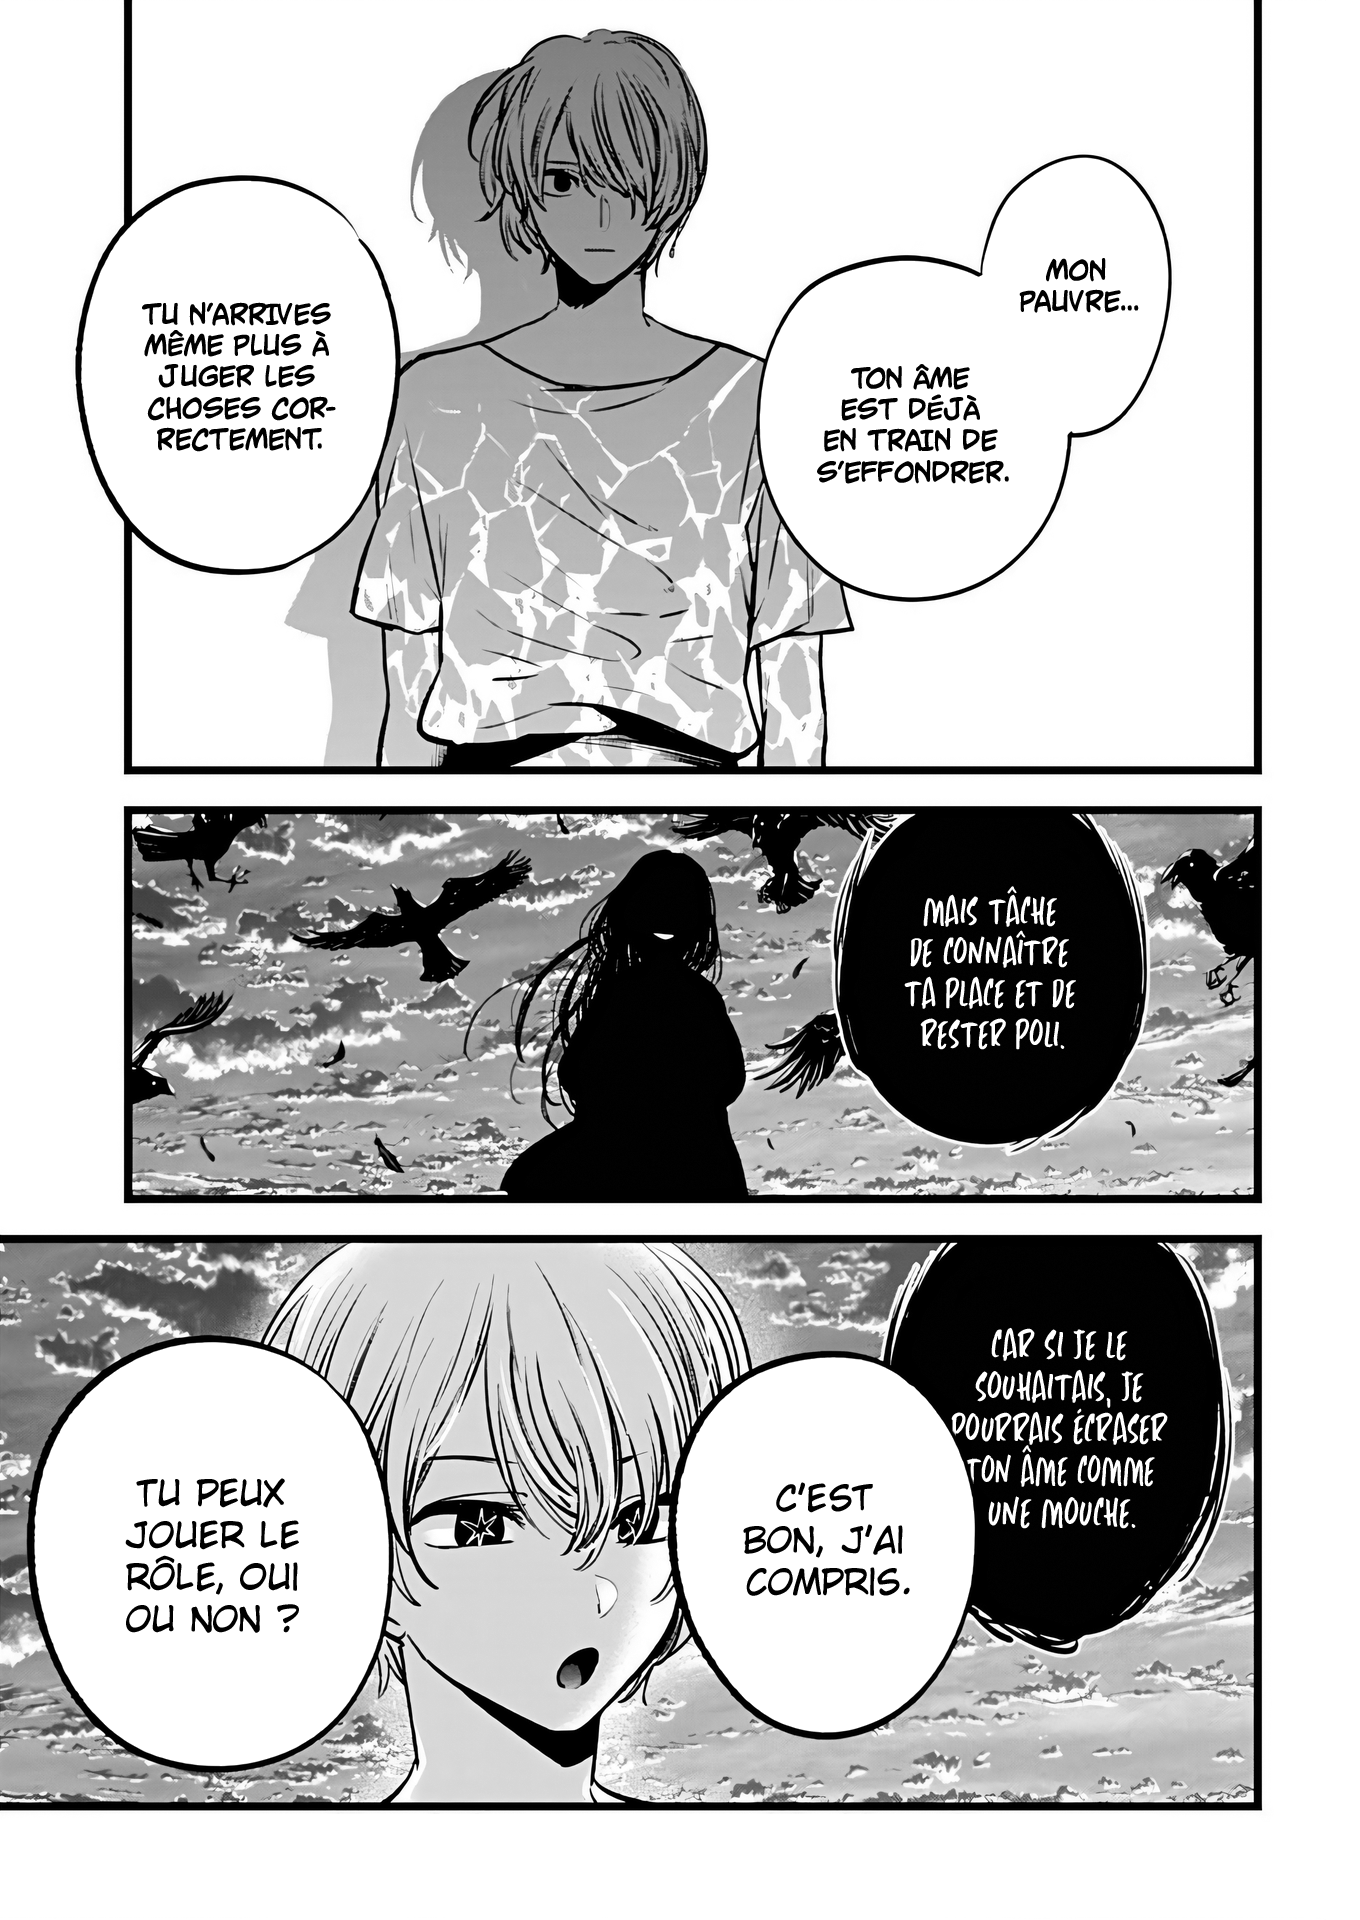 MON
PAUVRE...
TON ÂME
EST DÉJÀ
EN TRAIN DE
S'EFFONDRER.
TU N'ARRIVES
MÊME PLUS À
JUGER LES
CHOSES COR-
RECTEMENT.
MAIS TÂCHE
DE CONNAÎTRE
TA PLACE ET DE
RESTER POLI.
CAR SI JE LE
SOUHAITAIS, JE
POURRAIS ÉCRASER
TON ÂME COMME
UNE MOUCHE.
C'EST
BON, J'AI
COMPRIS.
TU PEUX
JOUER LE
RÔLE, OUI
OU NON ?